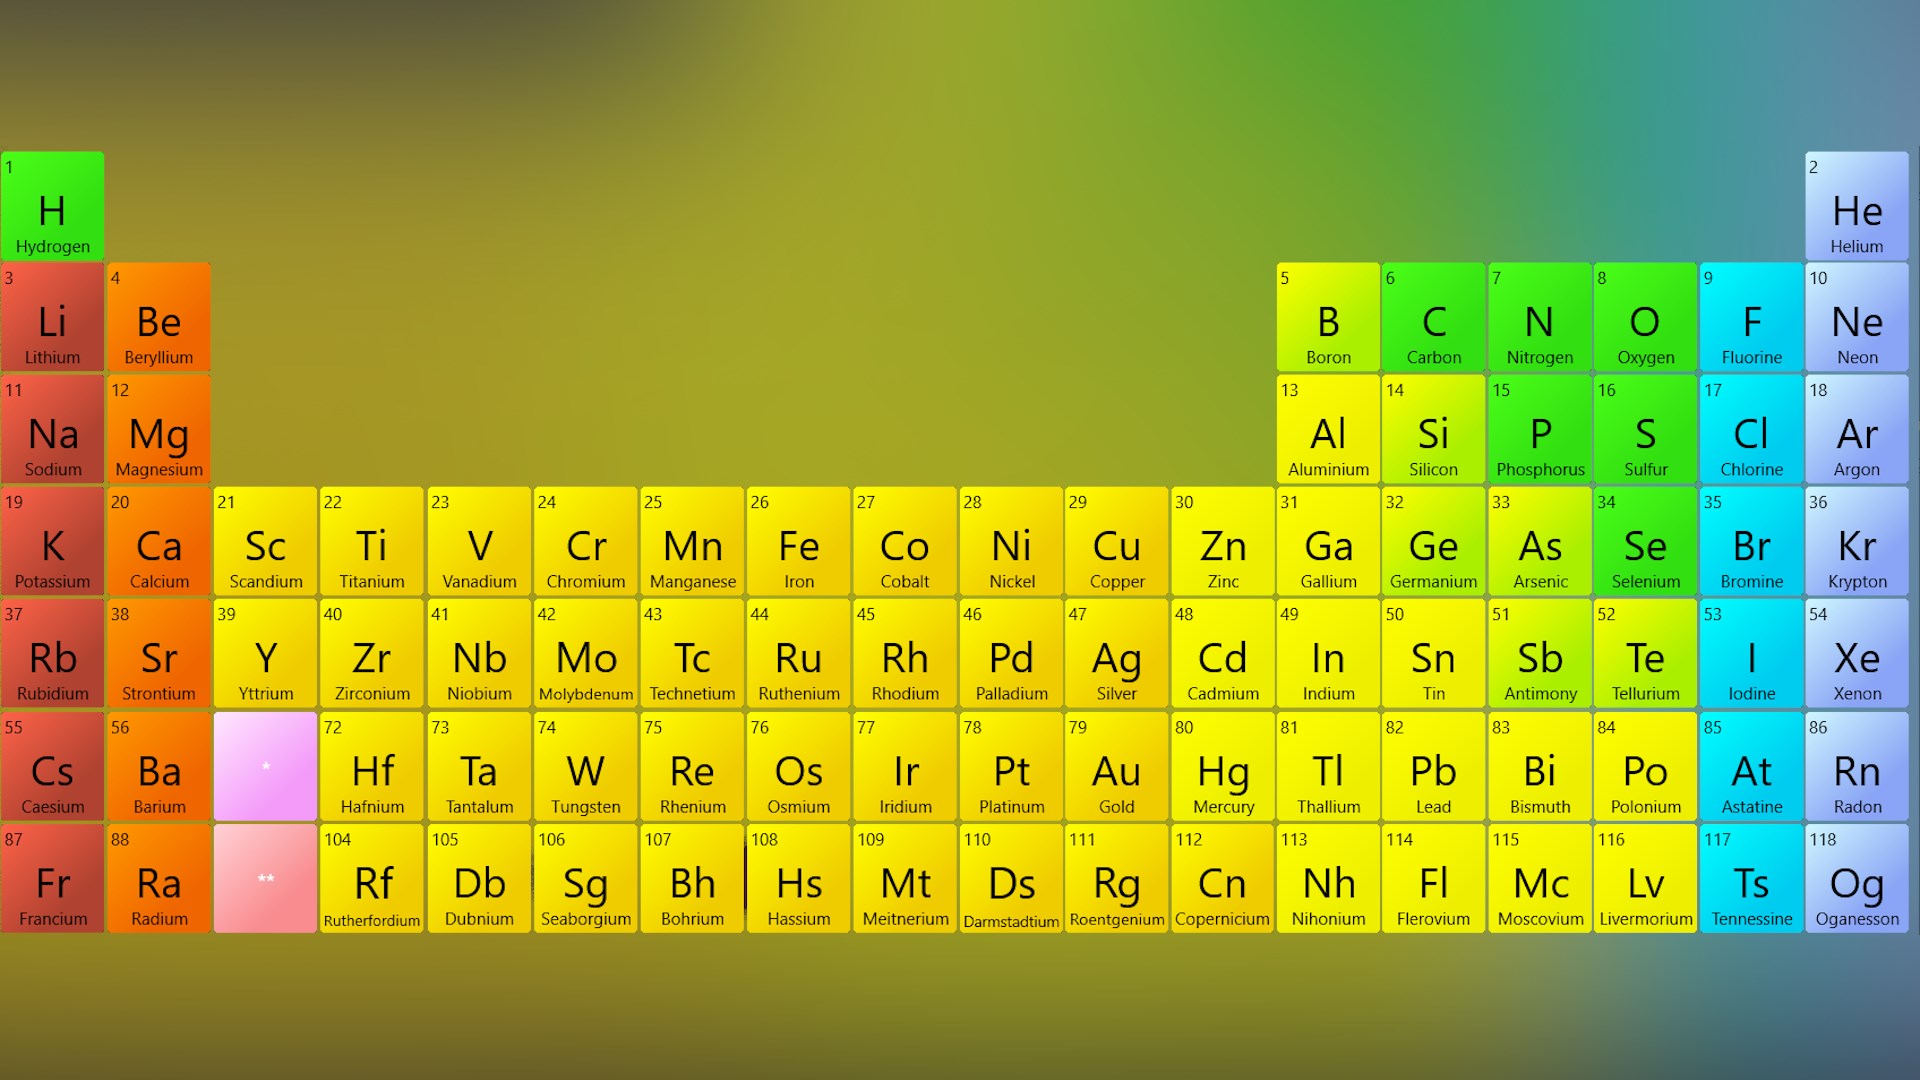 1 2
H He
Hydrogen Helium
3 4 5 6 7 8 9 10
Li Be B C N O F Ne
Lithium Beryllium Boron Carbon Nitrogen Oxygen Fluorine Neon
11 12 13 14 15 16 17 18
Na Mg Al Si P S Cl Ar
Sodium Magnesium Aluminium Silicon Phosphorus Sulfur Chlorine Argon
19 20 21 22 23 24 25 26 27 28 29 30 31 32 33 34 35 36
K Ca Sc Ti V Cr Mn Fe Co Ni Cu Zn Ga Ge As Se Br Kr
Potassium Calcium Scandium Titanium Vanadium Chromium Manganese Iron Cobalt Nickel Copper Zinc Gallium Germanium Arsenic Selenium Bromine Krypton
37 38 39 40 41 42 43 44 45 46 47 48 49 50 51 52 53 54
Rb Sr Y Zr Nb Mo Tc Ru Rh Pd Ag Cd In Sn Sb Te I Xe
Rubidium Strontium Yttrium Zirconium Niobium Molybdenum Technetium Ruthenium Rhodium Palladium Silver Cadmium Indium Tin Antimony Tellurium Iodine Xenon
55 56 72 73 74 75 76 77 78 79 80 81 82 83 84 85 86
Cs Ba * Hf Ta W Re Os Ir Pt Au Hg Tl Pb Bi Po At Rn
Caesium Barium Hafnium Tantalum Tungsten Rhenium Osmium Iridium Platinum Gold Mercury Thallium Lead Bismuth Polonium Astatine Radon
87 88 104 105 106 107 108 109 110 111 112 113 114 115 116 117 118
Fr Ra ** Rf Db Sg Bh Hs Mt Ds Rg Cn Nh Fl Mc Lv Ts Og
Francium Radium Rutherfordium Dubnium Seaborgium Bohrium Hassium Meitnerium Darmstadtium Roentgenium Copernicium Nihonium Flerovium Moscovium Livermorium Tennessine Oganesson